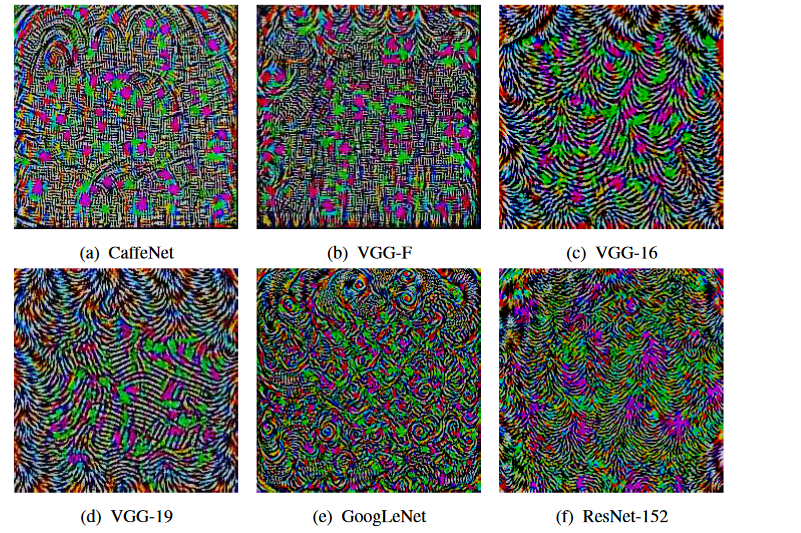 (a) CaffeNet
(b) VGG-F
(c) VGG-16
(d) VGG-19
(e) GoogLeNet
(f) ResNet-152